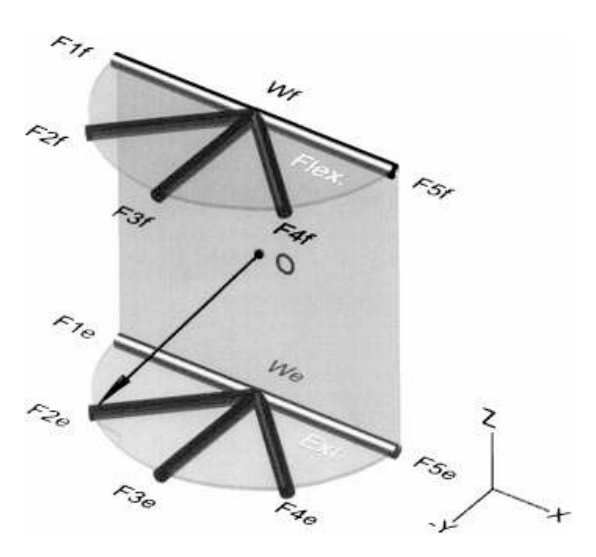 F1f
Wf
F2f
Flex.
F5f
F3f
F4f
O
F1e
We
F2e
Ext.
F5e
F3e
F4e
Z
X
-Y